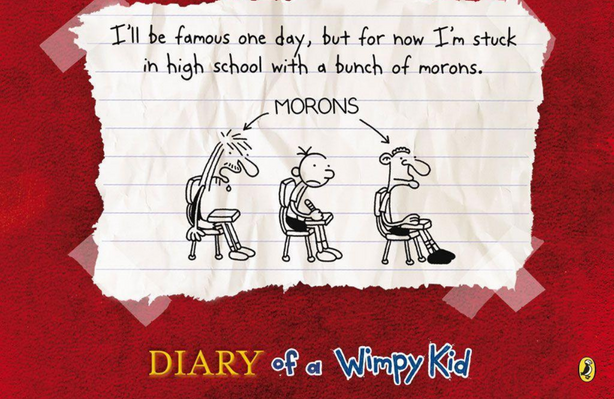 I'll be famous one day, but for now I'm stuck
in high school with a bunch of morons.
MORONS
DIARY of a Wimpy Kid